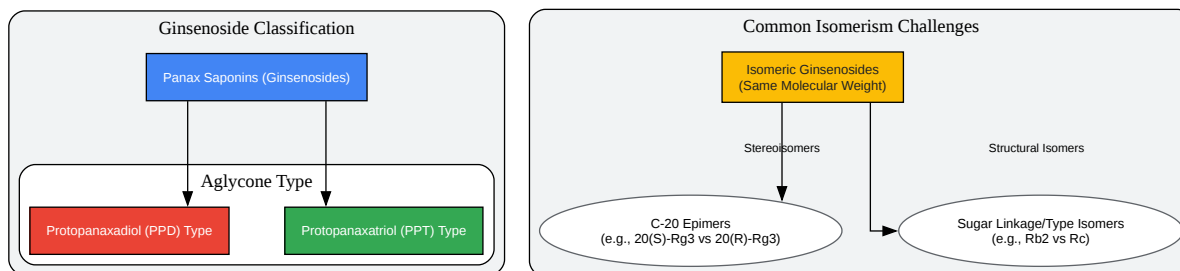 Ginsenoside Classification
Panax Saponins (Ginsenosides)
Aglycone Type
Protopanaxadiol (PPD) Type
Protopanaxatriol (PPT) Type
Common Isomerism Challenges
Isomeric Ginsenosides
(Same Molecular Weight)
Stereoisomers
Structural Isomers
C-20 Epimers
(e.g., 20(S)-Rg3 vs 20(R)-Rg3)
Sugar Linkage/Type Isomers
(e.g., Rb2 vs Rc)